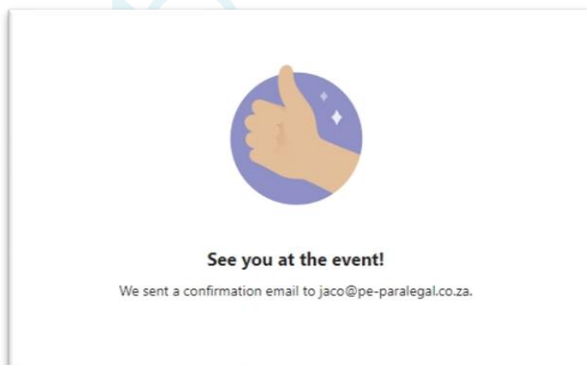 See you at the event!
We sent a confirmation email to jaco@pe-paralegal.co.za.